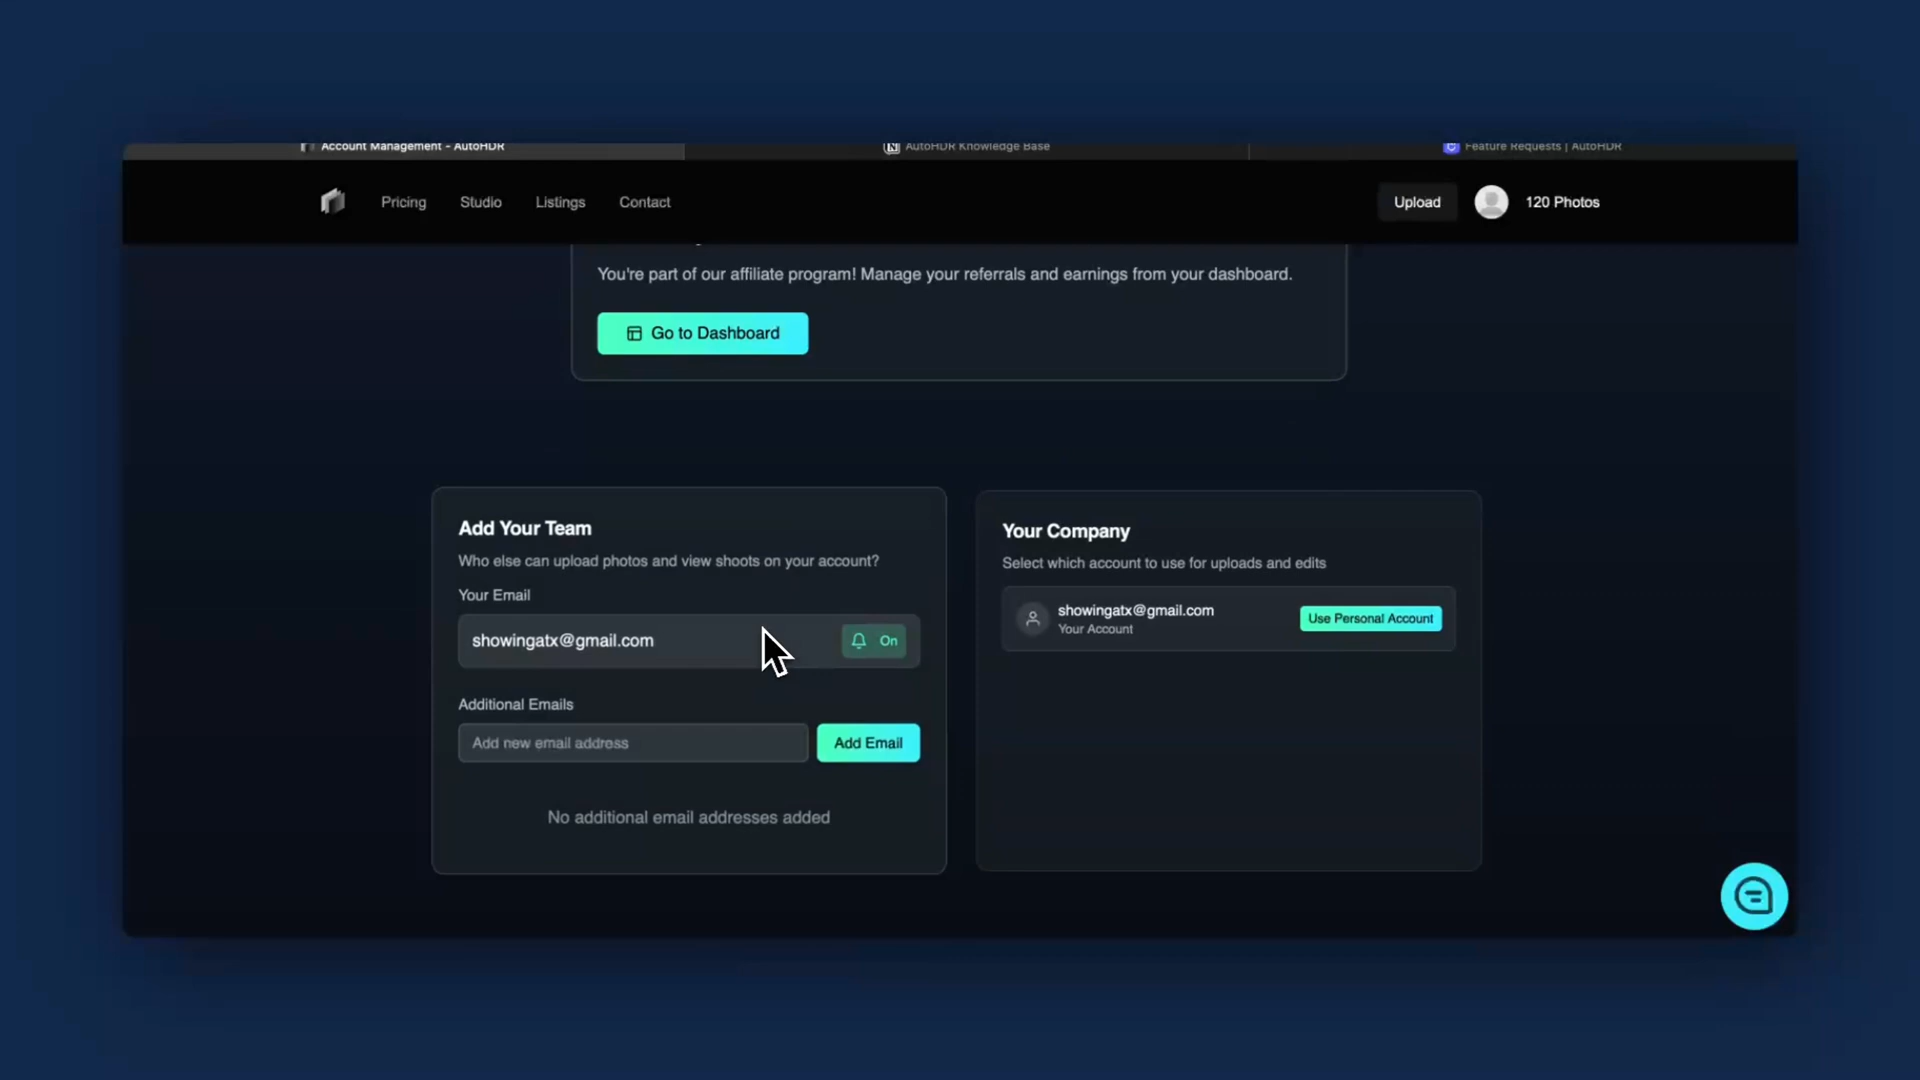 Account Management - AutoHDR
AutoHDR Knowledge Base
Feature Requests | AutoHDR
Pricing
Studio
Listings
Contact
Upload
120 Photos
You're part of our affiliate program! Manage your referrals and earnings from your dashboard.
Go to Dashboard
Add Your Team
Who else can upload photos and view shoots on your account?
Your Email
showingatx@gmail.com
On
Additional Emails
Add new email address
Add Email
No additional email addresses added
Your Company
Select which account to use for uploads and edits
showingatx@gmail.com
Your Account
Use Personal Account